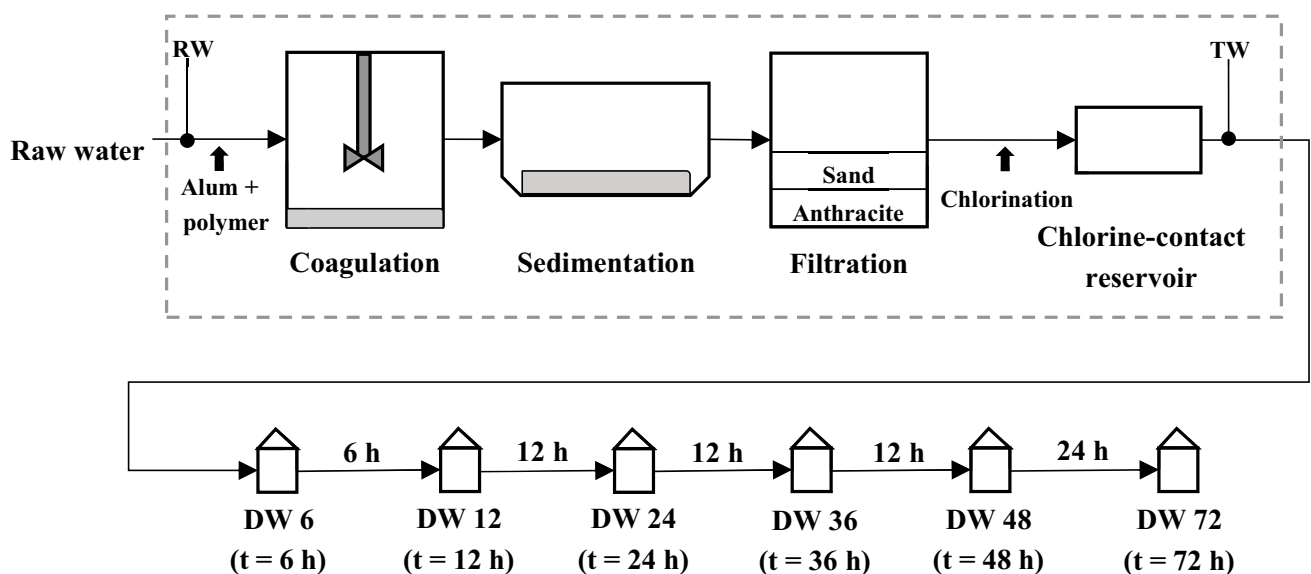 RW
TW
Raw water
Alum +
polymer
Sand
Anthracite
Chlorination
Coagulation
Sedimentation
Filtration
Chlorine-contact
reservoir
6 h
12 h
12 h
12 h
24 h
DW 6
(t = 6 h)
DW 12
(t = 12 h)
DW 24
(t = 24 h)
DW 36
(t = 36 h)
DW 48
(t = 48 h)
DW 72
(t = 72 h)